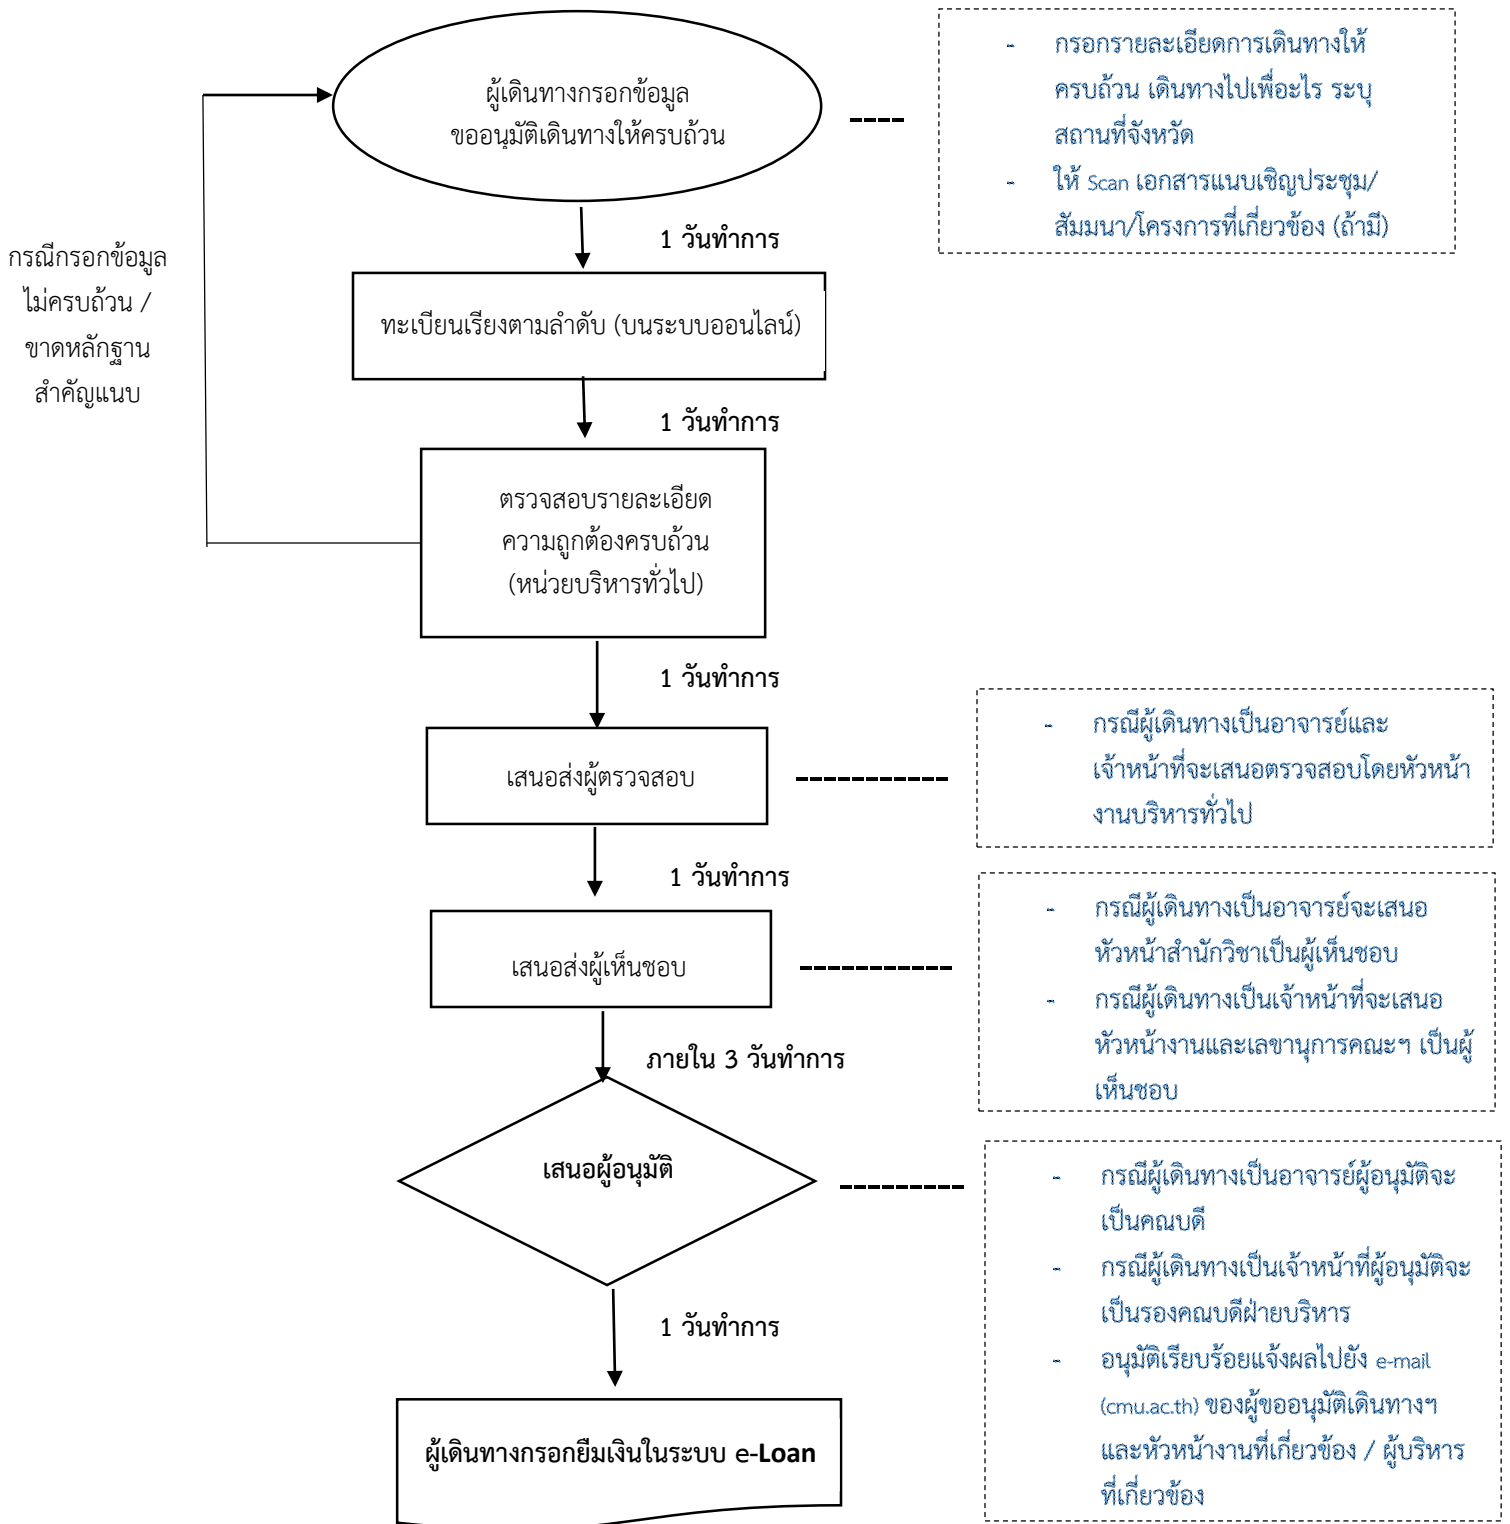 ผู้เดินทางกรอกข้อมูล
ขออนุมัติเดินทางให้ครบถ้วน
- กรอกรายละเอียดการเดินทางให้
ครบถ้วน เดินทางไปเพื่ออะไร ระบุ
สถานที่จังหวัด
- ให้ Scan เอกสารแนบเชิญประชุม/
สัมมนา/โครงการที่เกี่ยวข้อง (ถ้ามี)
1 วันทำการ
กรณีกรอกข้อมูล
ไม่ครบถ้วน /
ขาดหลักฐาน
สำคัญแนบ
ทะเบียนเรียงตามลำดับ (บนระบบออนไลน์)
1 วันทำการ
ตรวจสอบรายละเอียด
ความถูกต้องครบถ้วน
(หน่วยบริหารทั่วไป)
1 วันทำการ
เสนอส่งผู้ตรวจสอบ
- กรณีผู้เดินทางเป็นอาจารย์และ
เจ้าหน้าที่จะเสนอตรวจสอบโดยหัวหน้า
งานบริหารทั่วไป
1 วันทำการ
เสนอส่งผู้เห็นชอบ
- กรณีผู้เดินทางเป็นอาจารย์จะเสนอ
หัวหน้าสำนักวิชาเป็นผู้เห็นชอบ
- กรณีผู้เดินทางเป็นเจ้าหน้าที่จะเสนอ
หัวหน้างานและเลขานุการคณะฯ เป็นผู้
เห็นชอบ
ภายใน 3 วันทำการ
เสนอผู้อนุมัติ
- กรณีผู้เดินทางเป็นอาจารย์ผู้อนุมัติจะ
เป็นคณบดี
- กรณีผู้เดินทางเป็นเจ้าหน้าที่ผู้อนุมัติจะ
เป็นรองคณบดีฝ่ายบริหาร
- อนุมัติเรียบร้อยแจ้งผลไปยัง e-mail
(cmu.ac.th) ของผู้ขออนุมัติเดินทางฯ
และหัวหน้างานที่เกี่ยวข้อง / ผู้บริหาร
ที่เกี่ยวข้อง
1 วันทำการ
ผู้เดินทางกรอกยืมเงินในระบบ e-Loan